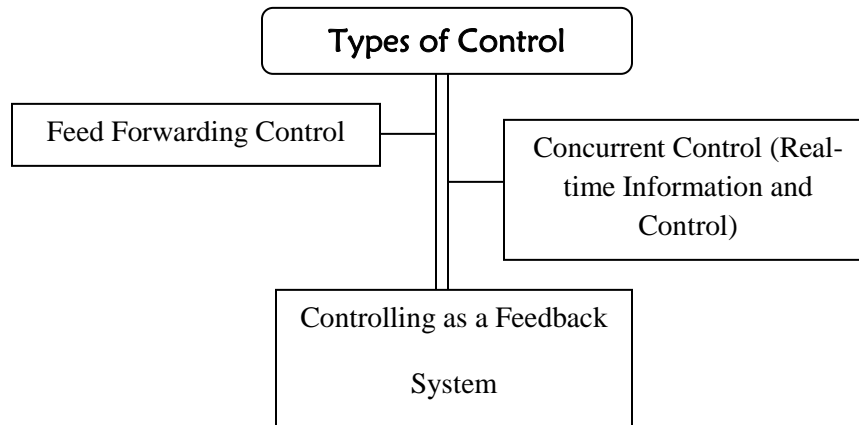 Types of Control
Feed Forwarding Control
Concurrent Control (Real-
time Information and
Control)
Controlling as a Feedback
System